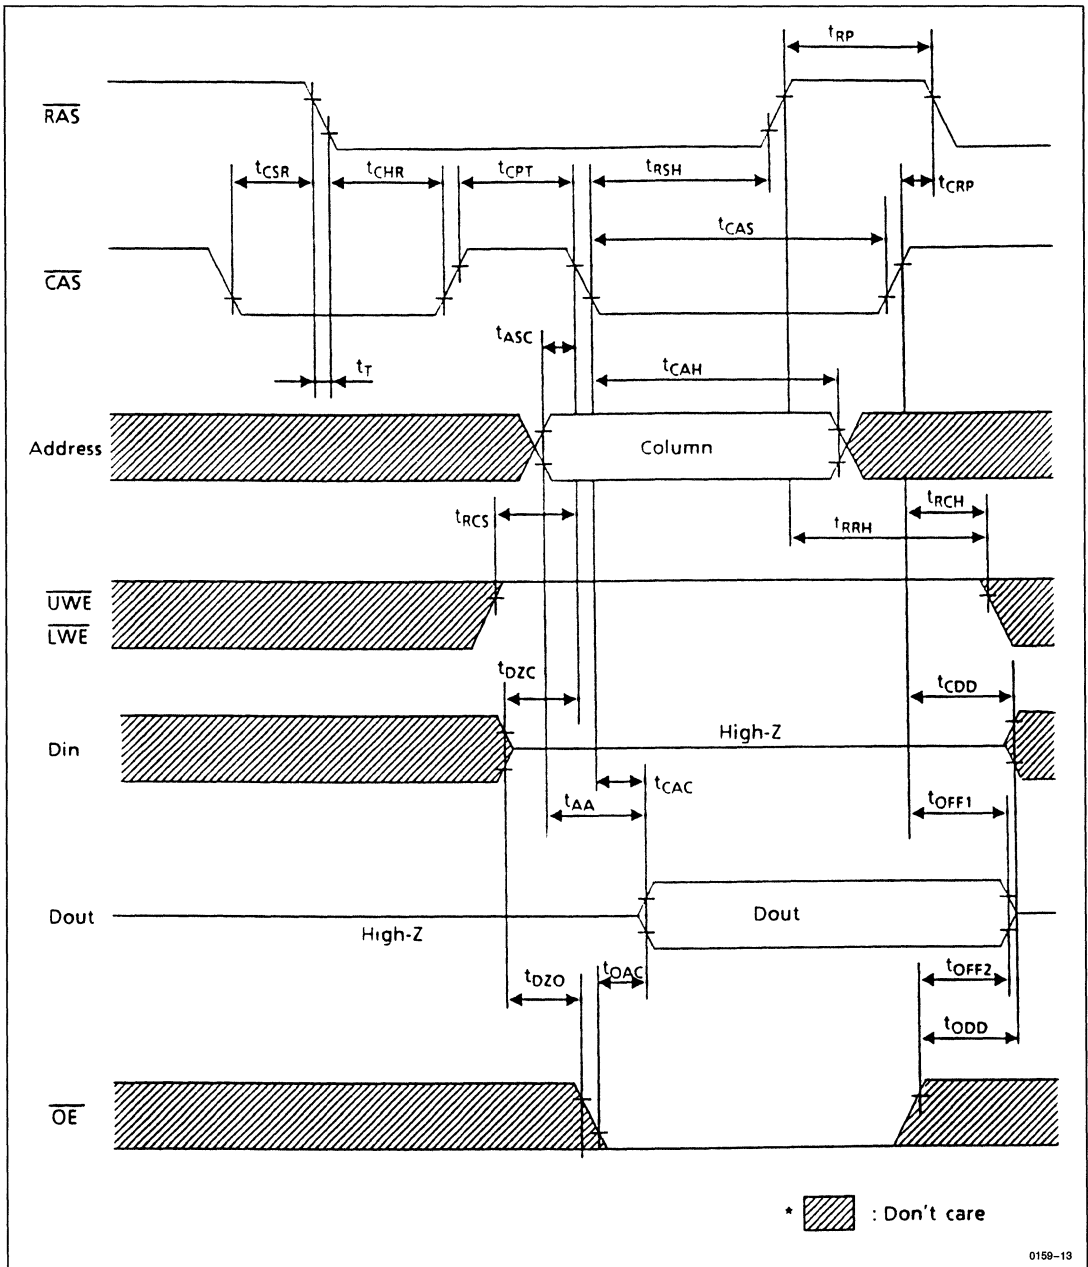 tRP
RAS
tCSR
tCHR
tCPT
tRSH
tCRP
tCAS
CAS
tASC
tT
tCAH
Address
Column
tRCS
tRCH
tRRH
UWE
LWE
tDZC
tCDD
Din
High-Z
tCAC
tAA
tOFF1
Dout
High-Z
Dout
tDZO
tOAC
tOFF2
tODD
OE
* : Don't care
0159-13